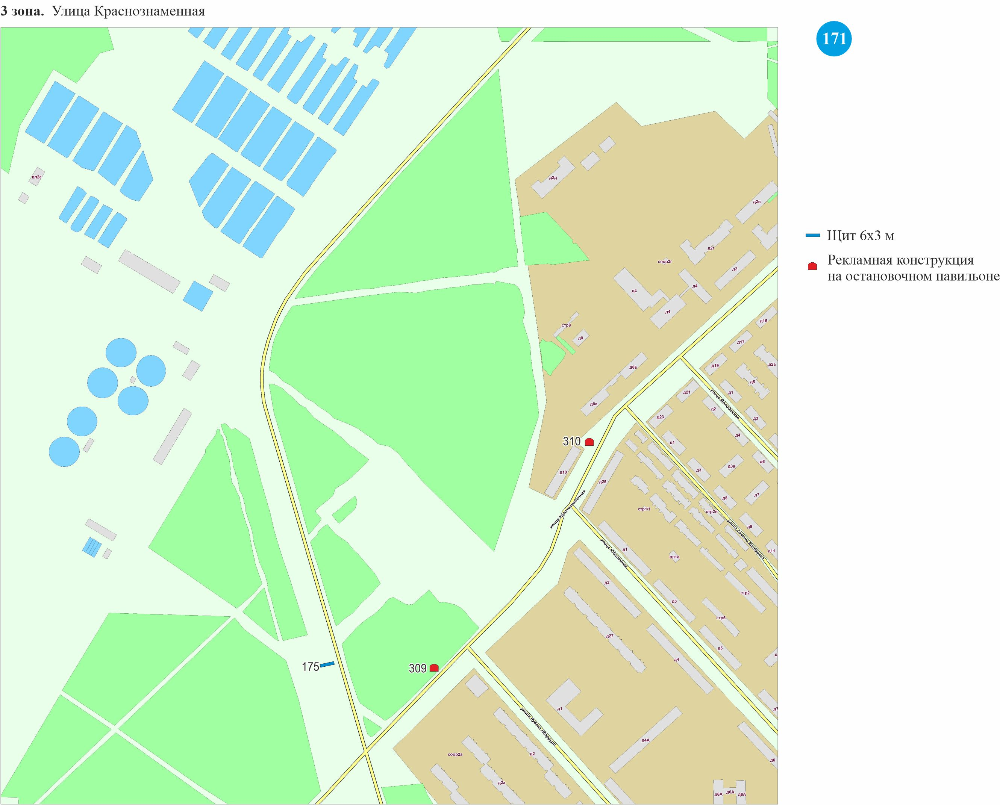 3 зона. Улица Краснознаменная
171
Щит 6х3 м
Рекламная конструкция
на остановочном павильоне
вл2е
д2д
д2в
д2г
соор2г
д2
д4
д4
д4
д15
стр8
д8
д17
д2а
д8а
д19
д5
д21
д1
улица Молодежная
д8а
д2
д23
д3
д4
310
д1
д6
д3а
д3
д10
д25
д7
д5
улица Краснознаменная
стр1/1
стр2в
д9
улица Семена Кондарева
д1
д11
улица Юбилейная
вл1а
д2
стр2
д3
стр5
д27
д5
д
д4
175
309
д1
д7
улица Рубена Ибаррури
д4А
соор2а
д2
д6
д2а
д6А
д6А
д6А